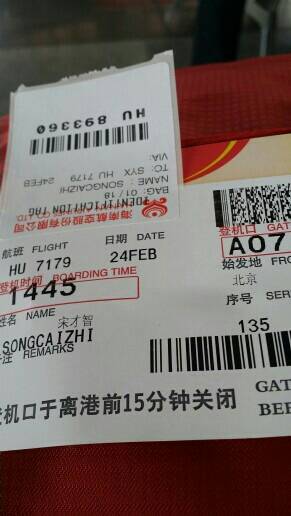 HU 893360
BAG: 01 / 18
NAME: SONGCAIZHI
TO: SYX HU 7179 24FEB
VIA:
IDENTIFICATION TAG
海南航空股份有限公司
登机口 GAT
航班 FLIGHT 日期 DATE A07
HU 7179 24FEB 始发地 FRO
登机时间 BOARDING TIME 北京
1445 序号 SER
姓名 NAME
宋才智 135
SONGCAIZHI
备注 REMARKS
登机口于离港前15分钟关闭 GAT
BEF